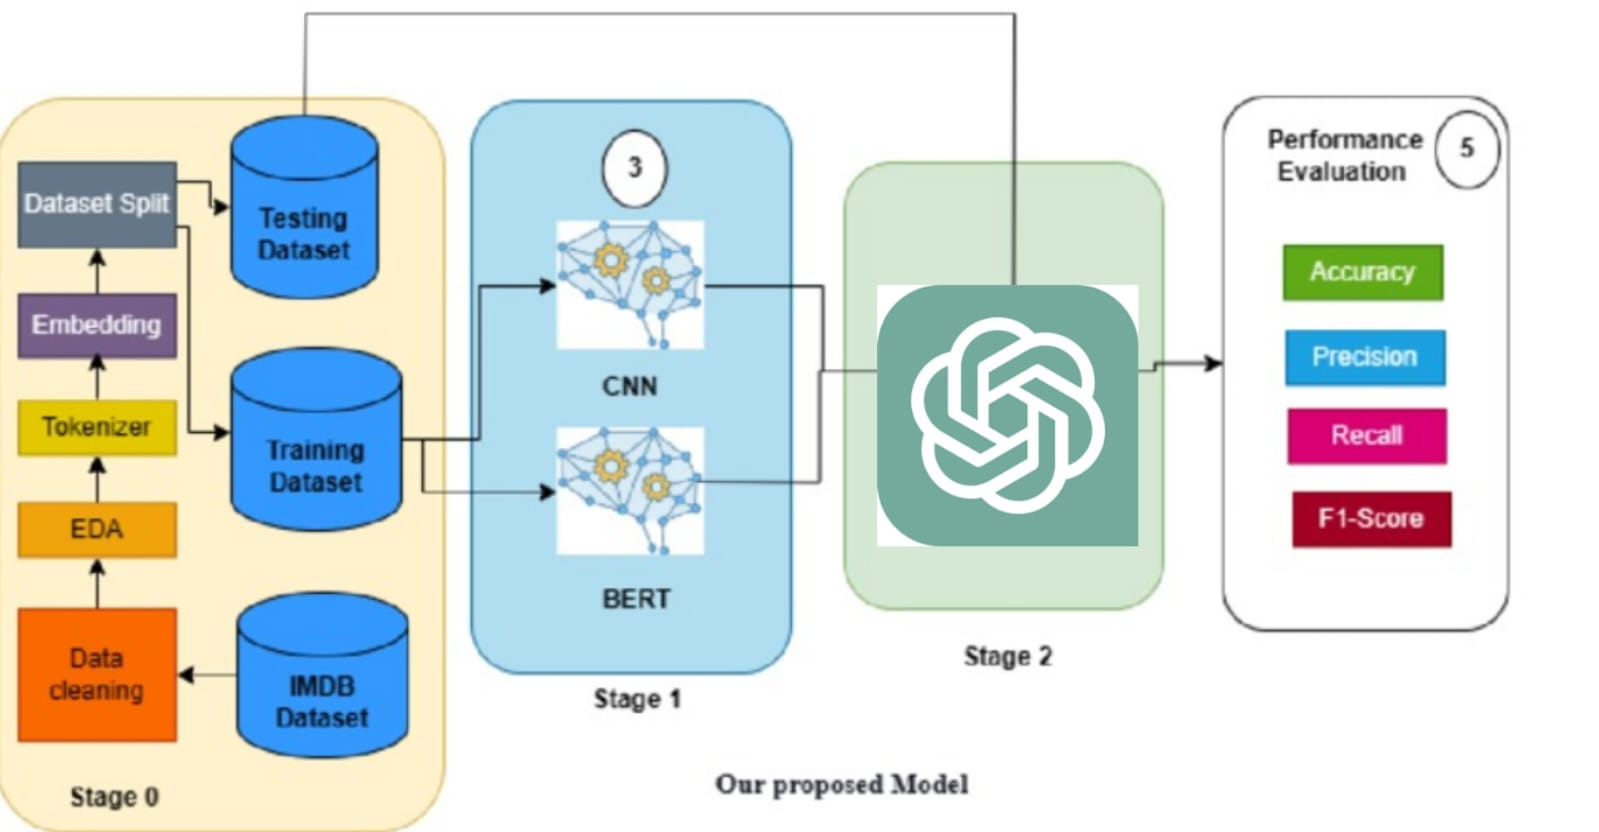 Dataset Split
Testing
Dataset
Embedding
Tokenizer
Training
Dataset
EDA
Data
cleaning
IMDB
Dataset
Stage 0
3
CNN
BERT
Stage 1
Stage 2
Performance
Evaluation
5
Accuracy
Precision
Recall
F1-Score
Our proposed Model